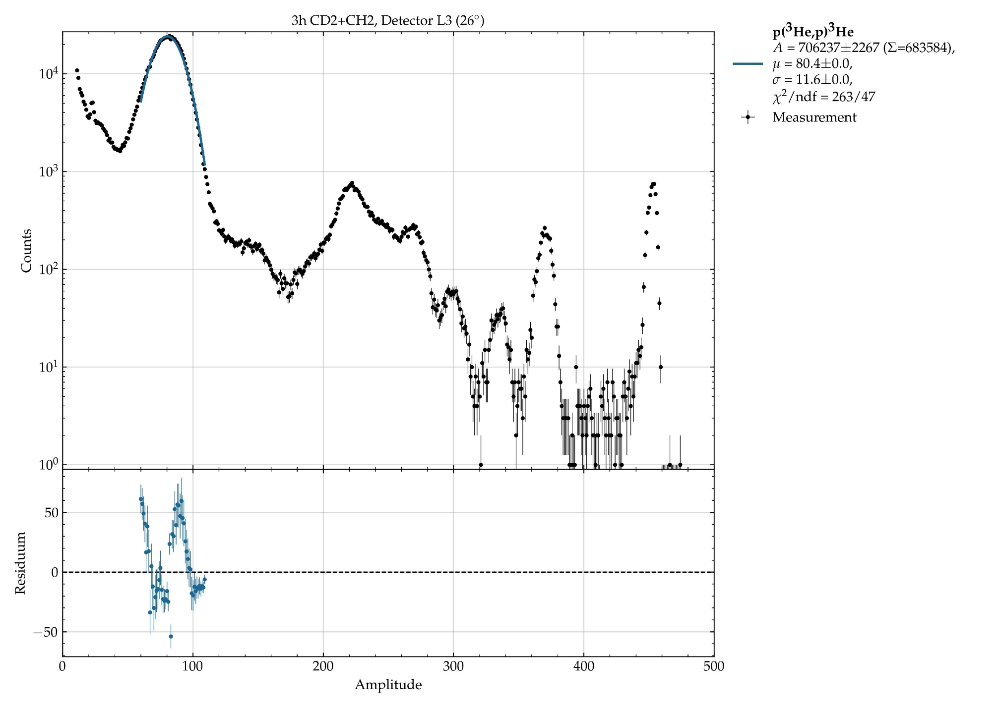 3h CD2+CH2, Detector L3 (26°)
p(³He,p)³He
A = 706237±2267 (Σ=683584),
μ = 80.4±0.0,
σ = 11.6±0.0,
χ²/ndf = 263/47
Measurement
Counts
10⁴
10³
10²
10¹
10⁰
Residuum
50
0
−50
0 100 200 300 400 500
Amplitude